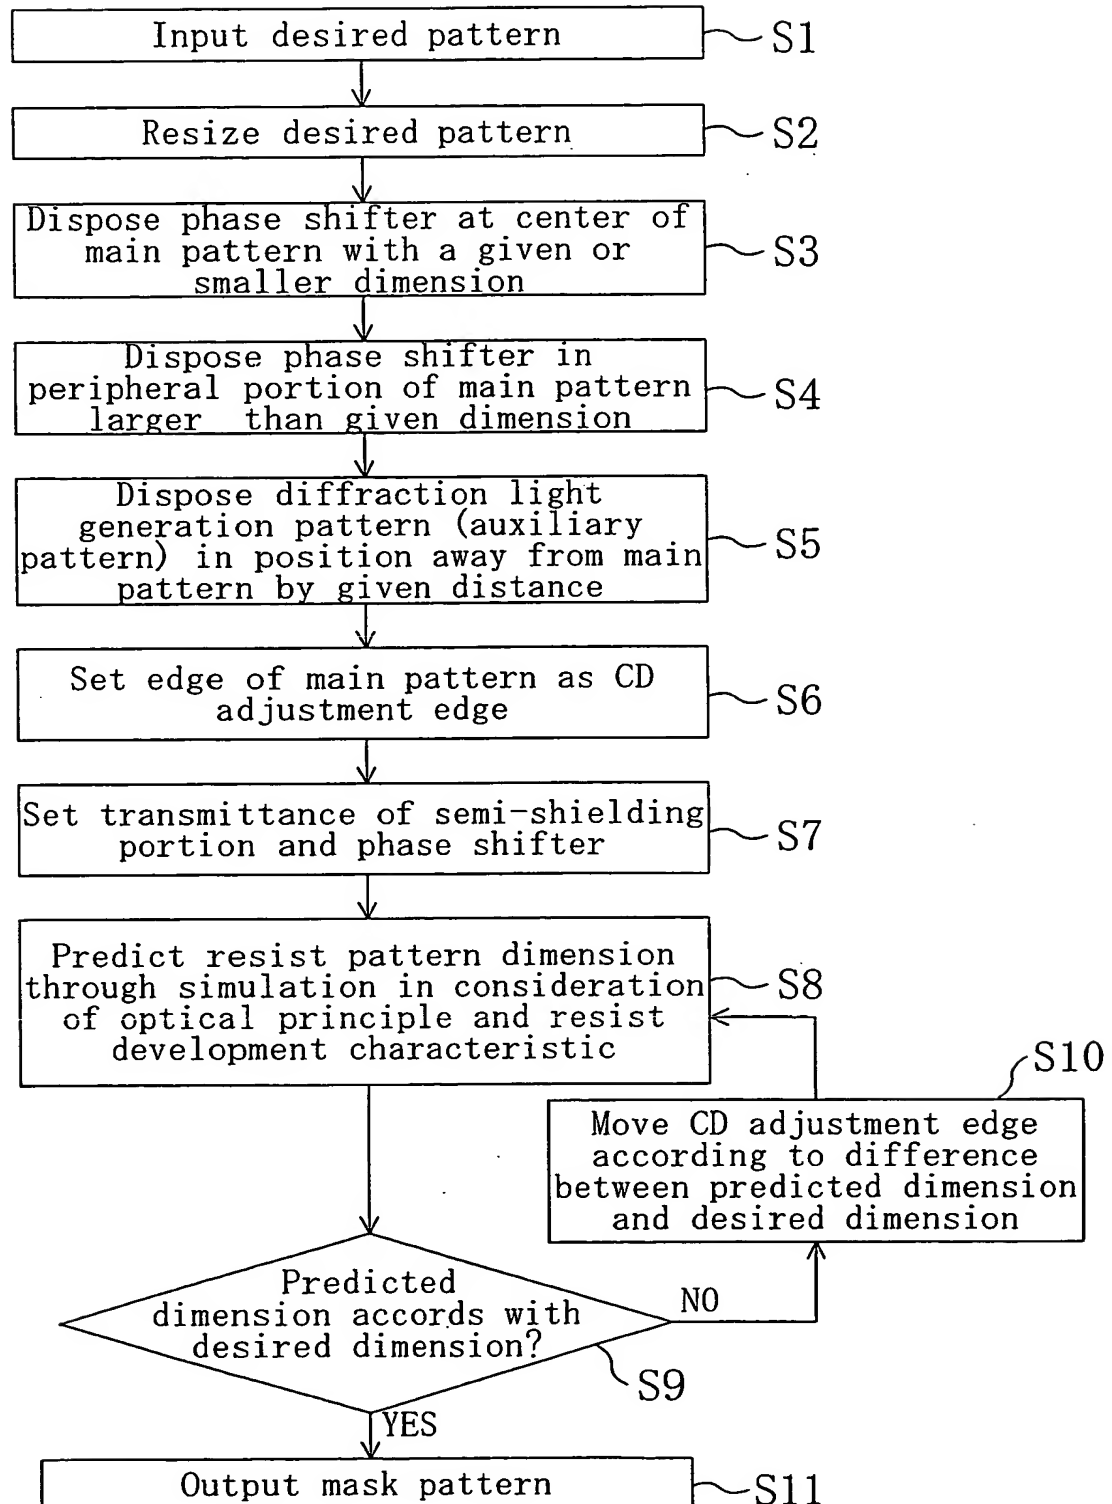 Input desired pattern
S1
Resize desired pattern
S2
Dispose phase shifter at center of
main pattern with a given or
smaller dimension
S3
Dispose phase shifter in
peripheral portion of main pattern
larger than given dimension
S4
Dispose diffraction light
generation pattern (auxiliary
pattern) in position away from main
pattern by given distance
S5
Set edge of main pattern as CD
adjustment edge
S6
Set transmittance of semi-shielding
portion and phase shifter
S7
Predict resist pattern dimension
through simulation in consideration
of optical principle and resist
development characteristic
S8
S10
Move CD adjustment edge
according to difference
between predicted dimension
and desired dimension
Predicted
dimension accords with
desired dimension?
NO
S9
YES
Output mask pattern
S11